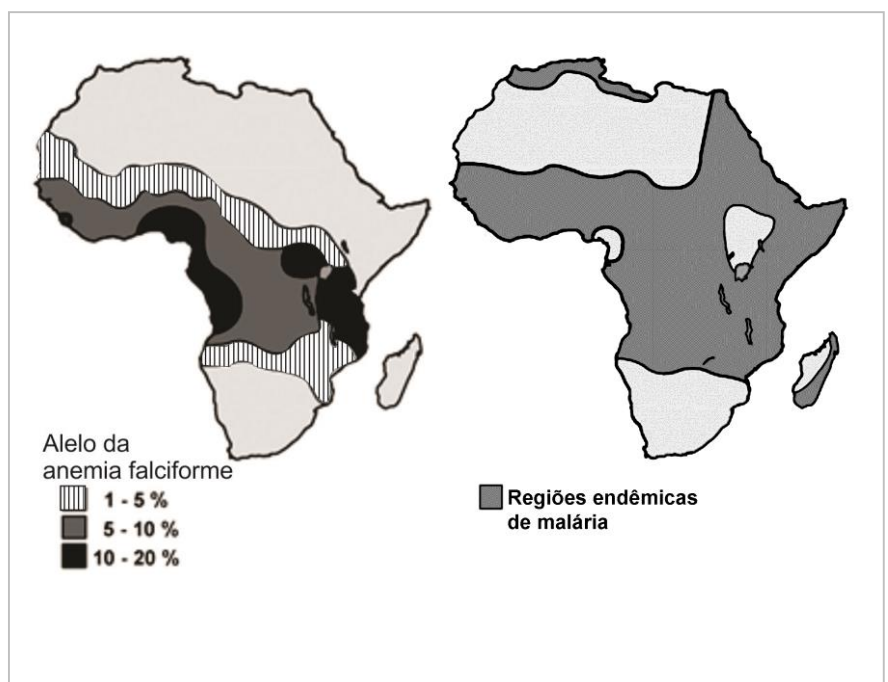 Alelo da
anemia falciforme
1 - 5 %
5 - 10 %
10 - 20 %
Regiões endêmicas
de malária